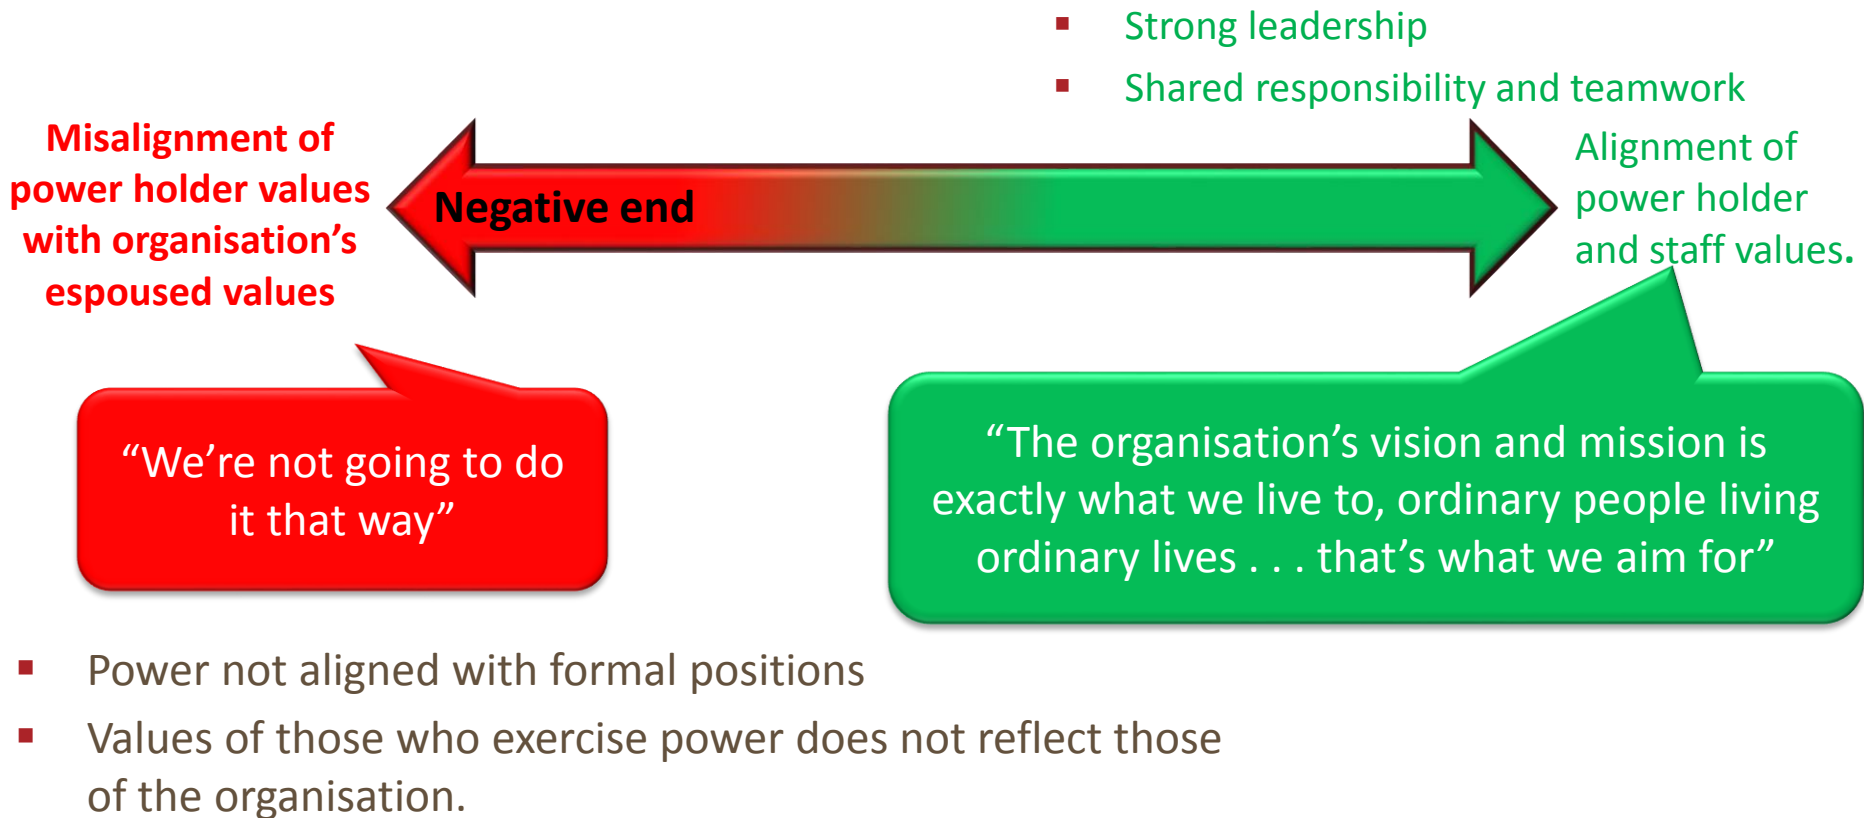 ▪ Strong leadership
▪ Shared responsibility and teamwork
Misalignment of
power holder values
with organisation’s
espoused values
Negative end
Alignment of
power holder
and staff values.
“We’re not going to do
it that way”
“The organisation’s vision and mission is
exactly what we live to, ordinary people living
ordinary lives . . . that’s what we aim for”
▪ Power not aligned with formal positions
▪ Values of those who exercise power does not reflect those
of the organisation.